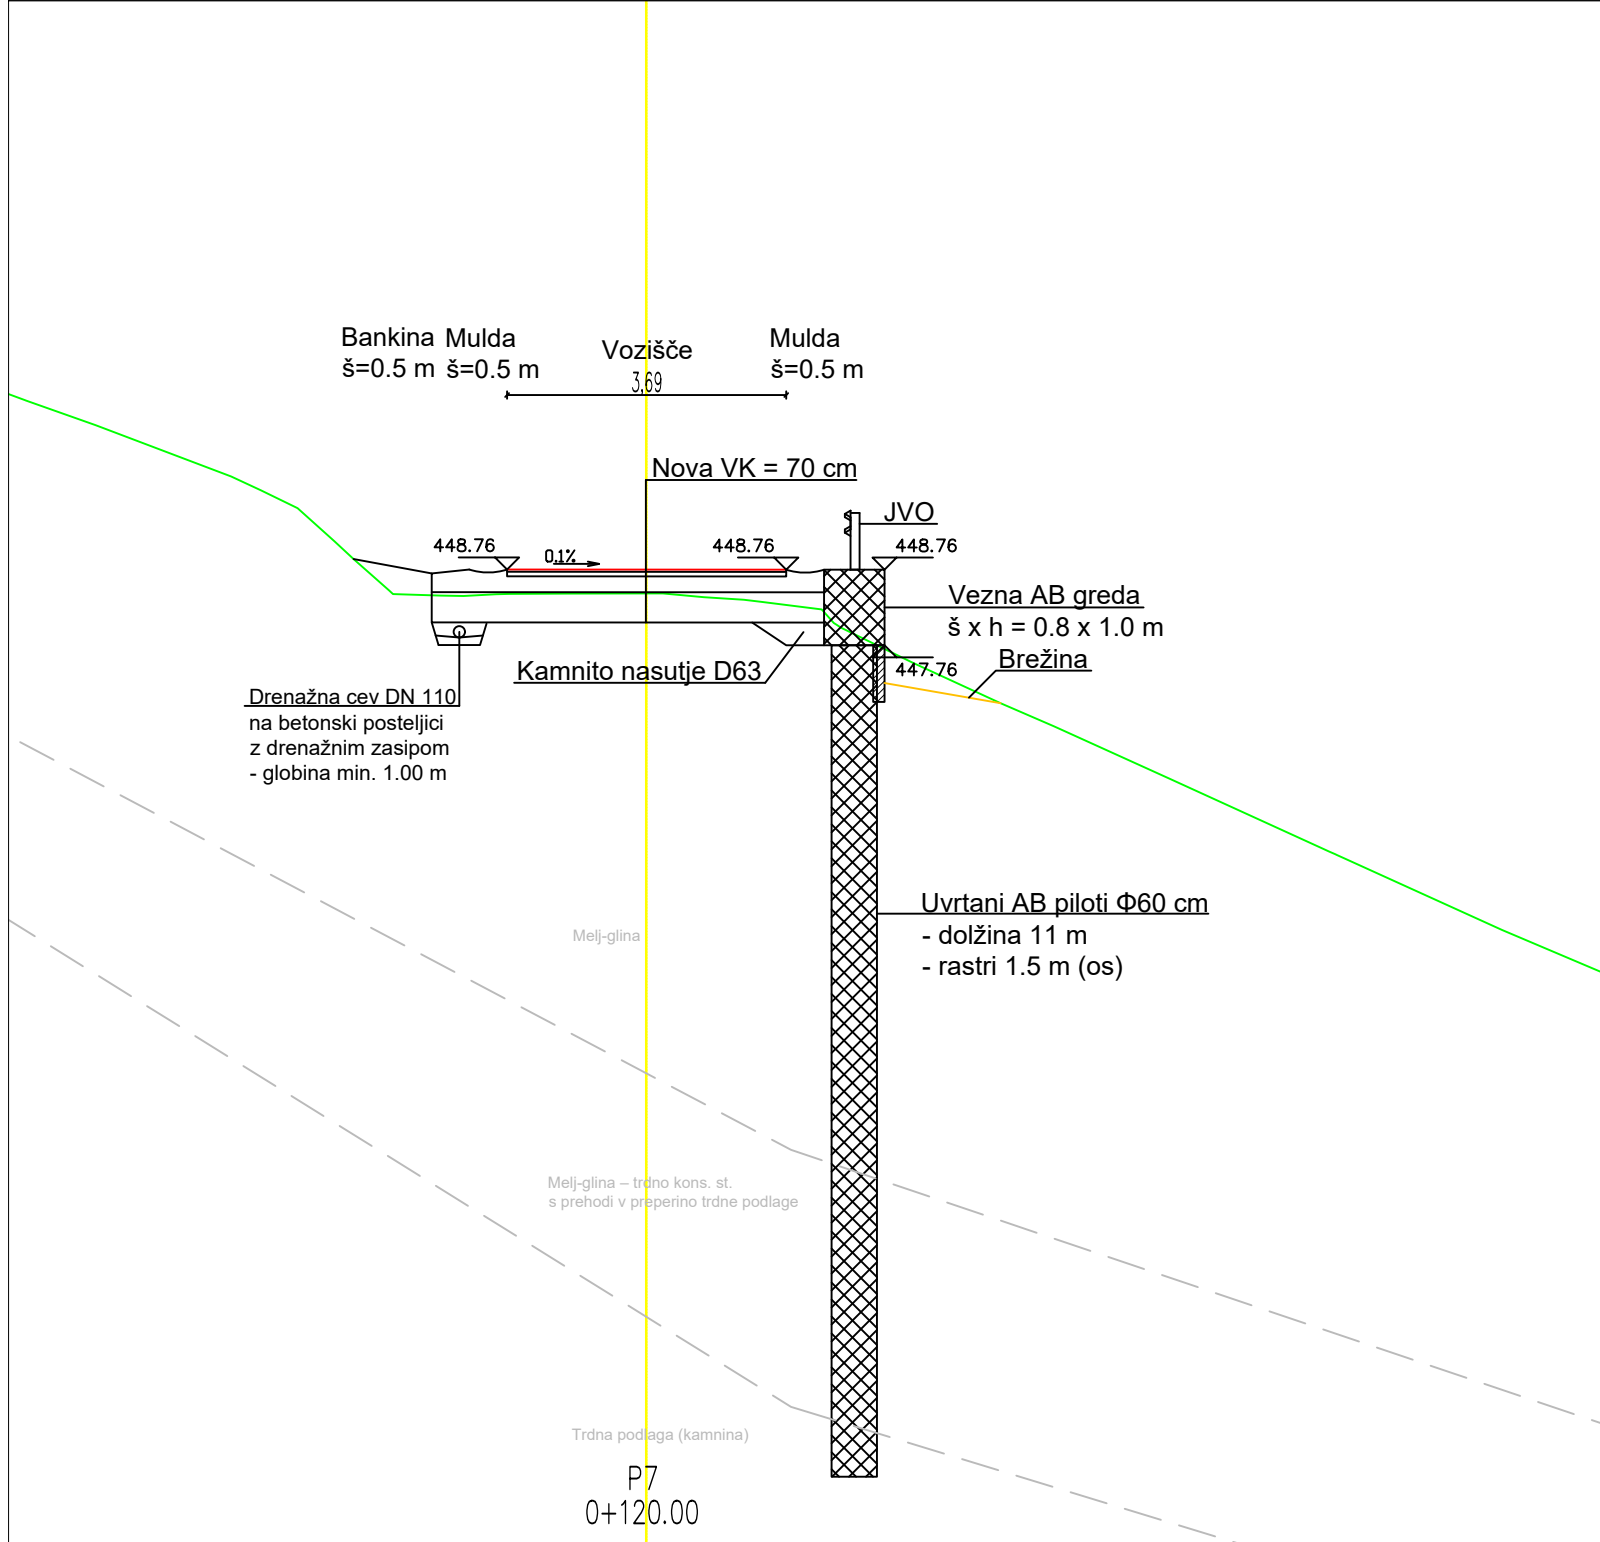 Bankina
š=0.5 m
Mulda
š=0.5 m
Vozišče
3,69
Mulda
š=0.5 m
Nova VK = 70 cm
JVO
448.76
0.1%
448.76
448.76
Vezna AB greda
š x h = 0.8 x 1.0 m
Brežina
447.76
Kamnito nasutje D63
Drenažna cev DN 110
na betonski posteljici
z drenažnim zasipom
- globina min. 1.00 m
Uvrtani AB piloti Φ60 cm
- dolžina 11 m
- rastri 1.5 m (os)
Melj-glina
Melj-glina – trdno kons. st.
s prehodi v preperino trdne podlage
Trdna podlaga (kamnina)
P7
0+120.00